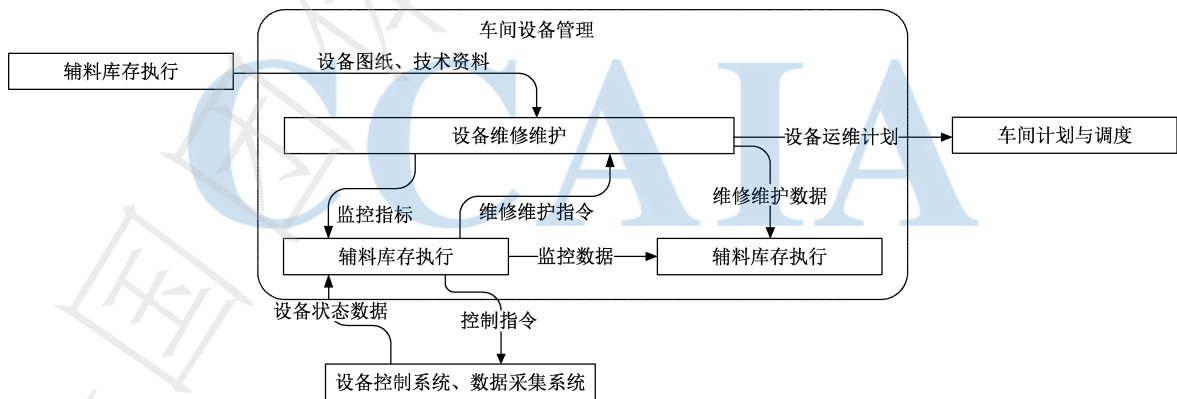 车间设备管理
辅料库存执行
设备图纸、技术资料
设备维修维护
设备运维计划
车间计划与调度
监控指标
维修维护指令
维修维护数据
辅料库存执行
监控数据
辅料库存执行
设备状态数据
控制指令
设备控制系统、数据采集系统
CCAIA
国